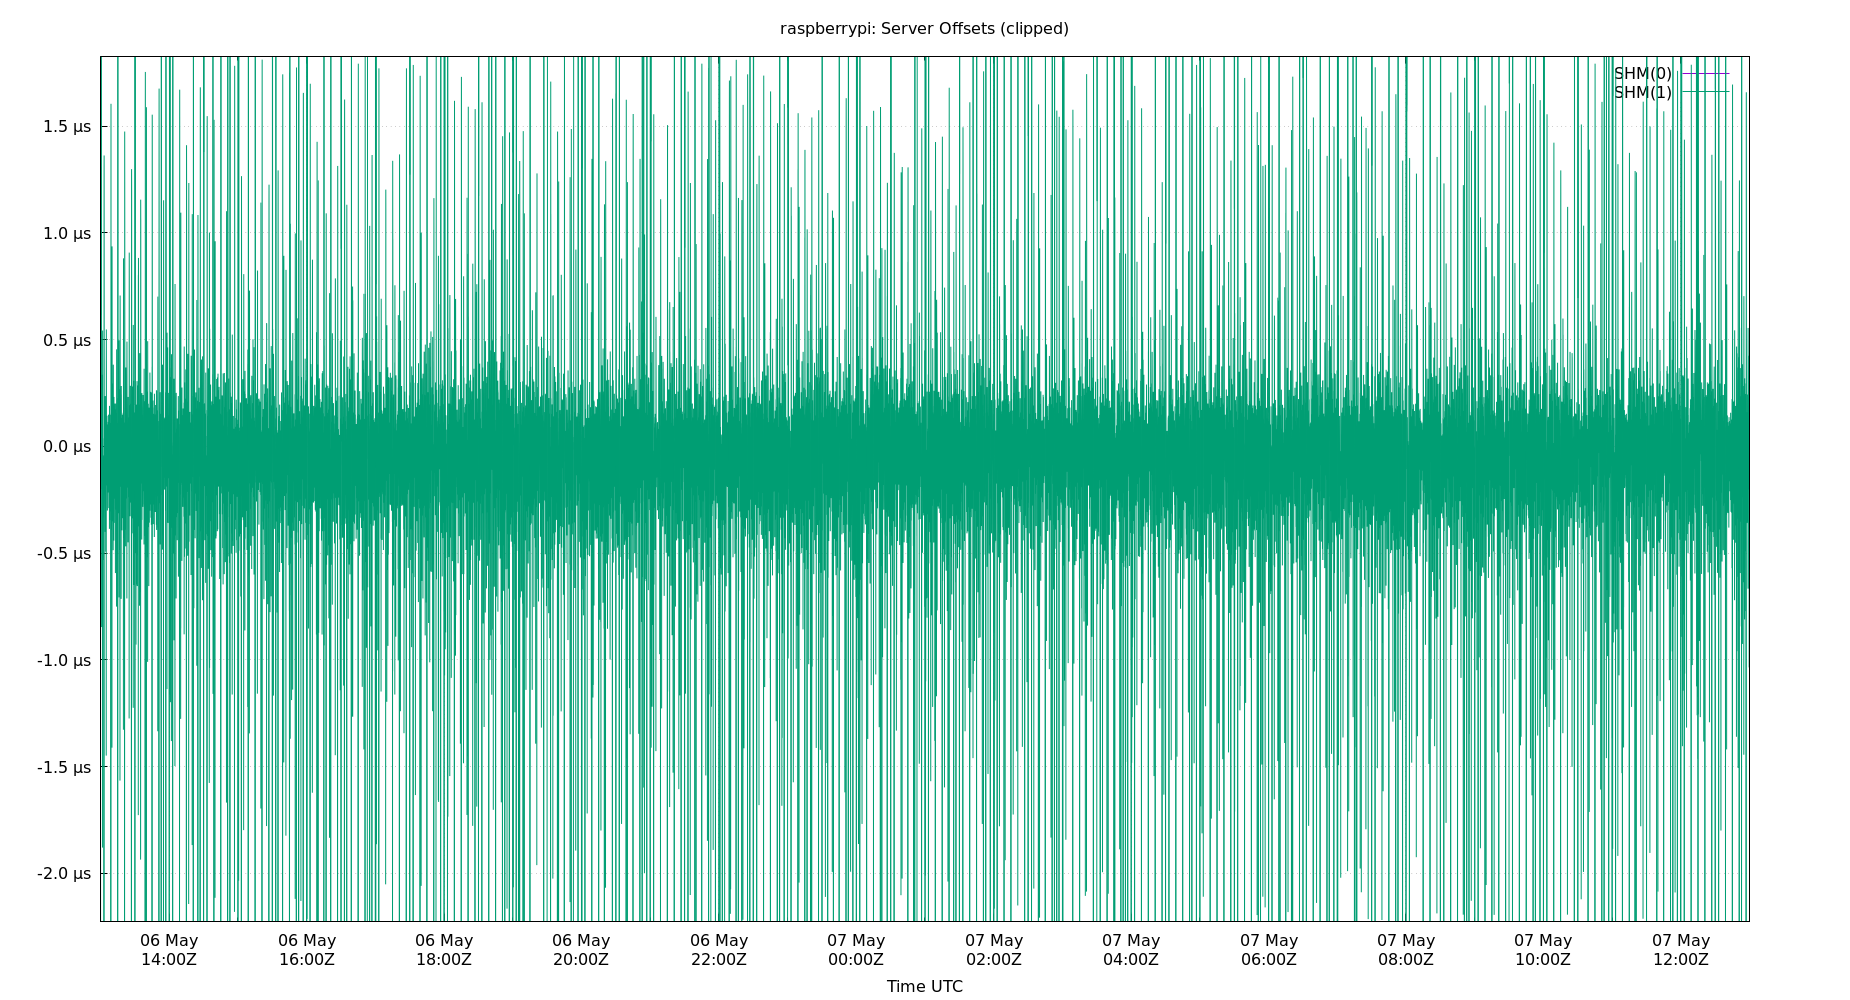 raspberrypi: Server Offsets (clipped)
SHM(0)
SHM(1)
1.5 µs
1.0 µs
0.5 µs
0.0 µs
-0.5 µs
-1.0 µs
-1.5 µs
-2.0 µs
06 May 06 May 06 May 06 May 06 May 07 May 07 May 07 May 07 May 07 May 07 May 07 May
14:00Z 16:00Z 18:00Z 20:00Z 22:00Z 00:00Z 02:00Z 04:00Z 06:00Z 08:00Z 10:00Z 12:00Z
Time UTC